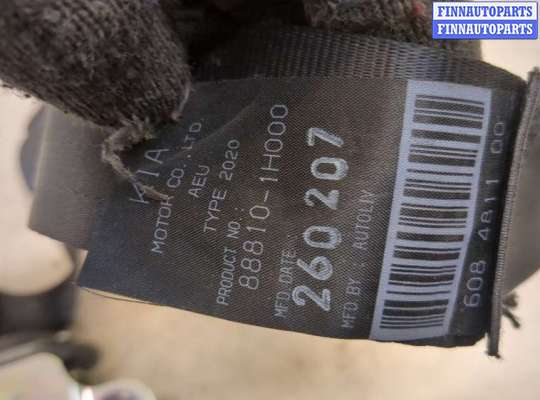 FINNAUTOPARTS
FINNAUTOPARTS
KIA
MOTOR CO.,LTD
AEU
TYPE 2020
PRODUCT NO.:
88810-1H000
MFD DATE
260207
MFD BY : AUTOLIV
608 4811 00